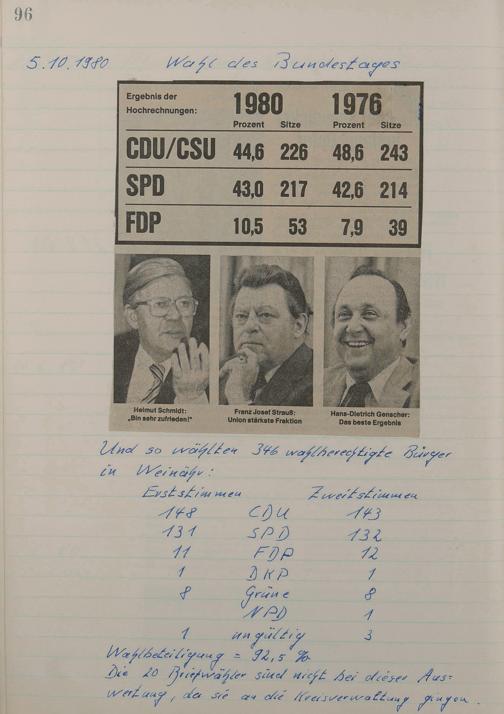 96
5.10.1980 Wahl des Bundestages
Ergebnis der Hochrechnungen: 1980 1976
Prozent Sitze Prozent Sitze
CDU/CSU 44,6 226 48,6 243
SPD 43,0 217 42,6 214
FDP 10,5 53 7,9 39
Helmut Schmidt: „Bin sehr zufrieden!"
Franz Josef Strauß: Union stärkste Fraktion
Hans-Dietrich Genscher: Das beste Ergebnis
Und so wählten 346 wahlberechtigte Bürger
in Weinähr:
Erststimmen Zweitstimmen
148 CDU 143
131 SPD 132
11 FDP 12
1 DKP 1
8 Grüne 8
NPD 1
1 ungültig 3
Wahlbeteiligung = 92,5 %
Die 20 Briefwähler sind nicht bei dieser Aus=
wertung, da sie an die Kreisverwaltung gingen.